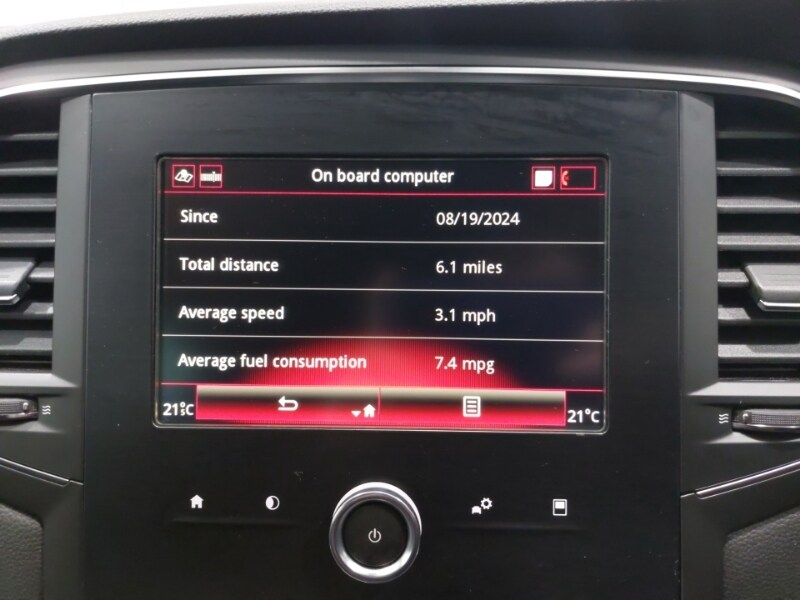 On board computer
Since 08/19/2024
Total distance 6.1 miles
Average speed 3.1 mph
Average fuel consumption 7.4 mpg
21°C 21°C